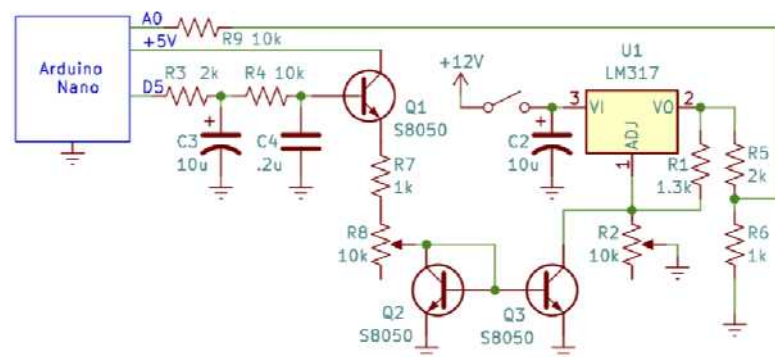 A0
R9 10k
+5V
Arduino
Nano
D5
R3 2k
R4 10k
Q1
S8050
C3
10u
C4
.2u
R7
1k
R8
10k
Q2
S8050
Q3
S8050
+12V
C2
10u
U1
LM317
3
VI
VO
2
ADJ
1
R1
1.3k
R5
2k
R2
10k
R6
1k